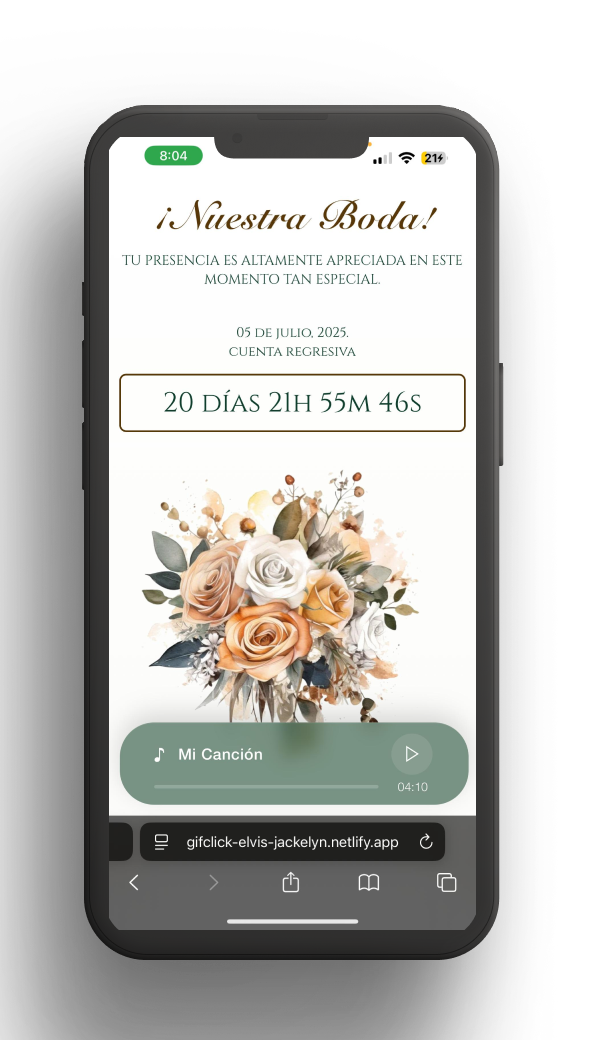 8:04
21
¡Nuestra Boda!
TU PRESENCIA ES ALTAMENTE APRECIADA EN ESTE
MOMENTO TAN ESPECIAL.
05 DE JULIO, 2025.
CUENTA REGRESIVA
20 DÍAS 21H 55M 46S
Mi Canción
04:10
gifclick-elvis-jackelyn.netlify.app